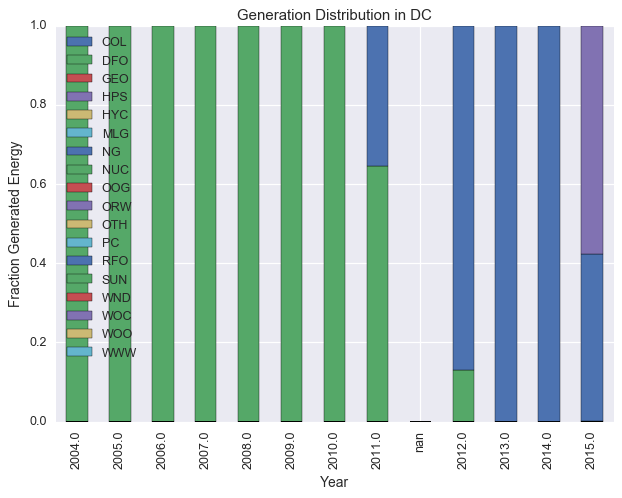 Generation Distribution in DC
Fraction Generated Energy
1.0
0.8
0.6
0.4
0.2
0.0
COL
DFO
GEO
HPS
HYC
MLG
NG
NUC
OOG
ORW
OTH
PC
RFO
SUN
WND
WOC
WOO
WWW
2004.0
2005.0
2006.0
2007.0
2008.0
2009.0
2010.0
2011.0
nan
2012.0
2013.0
2014.0
2015.0
Year